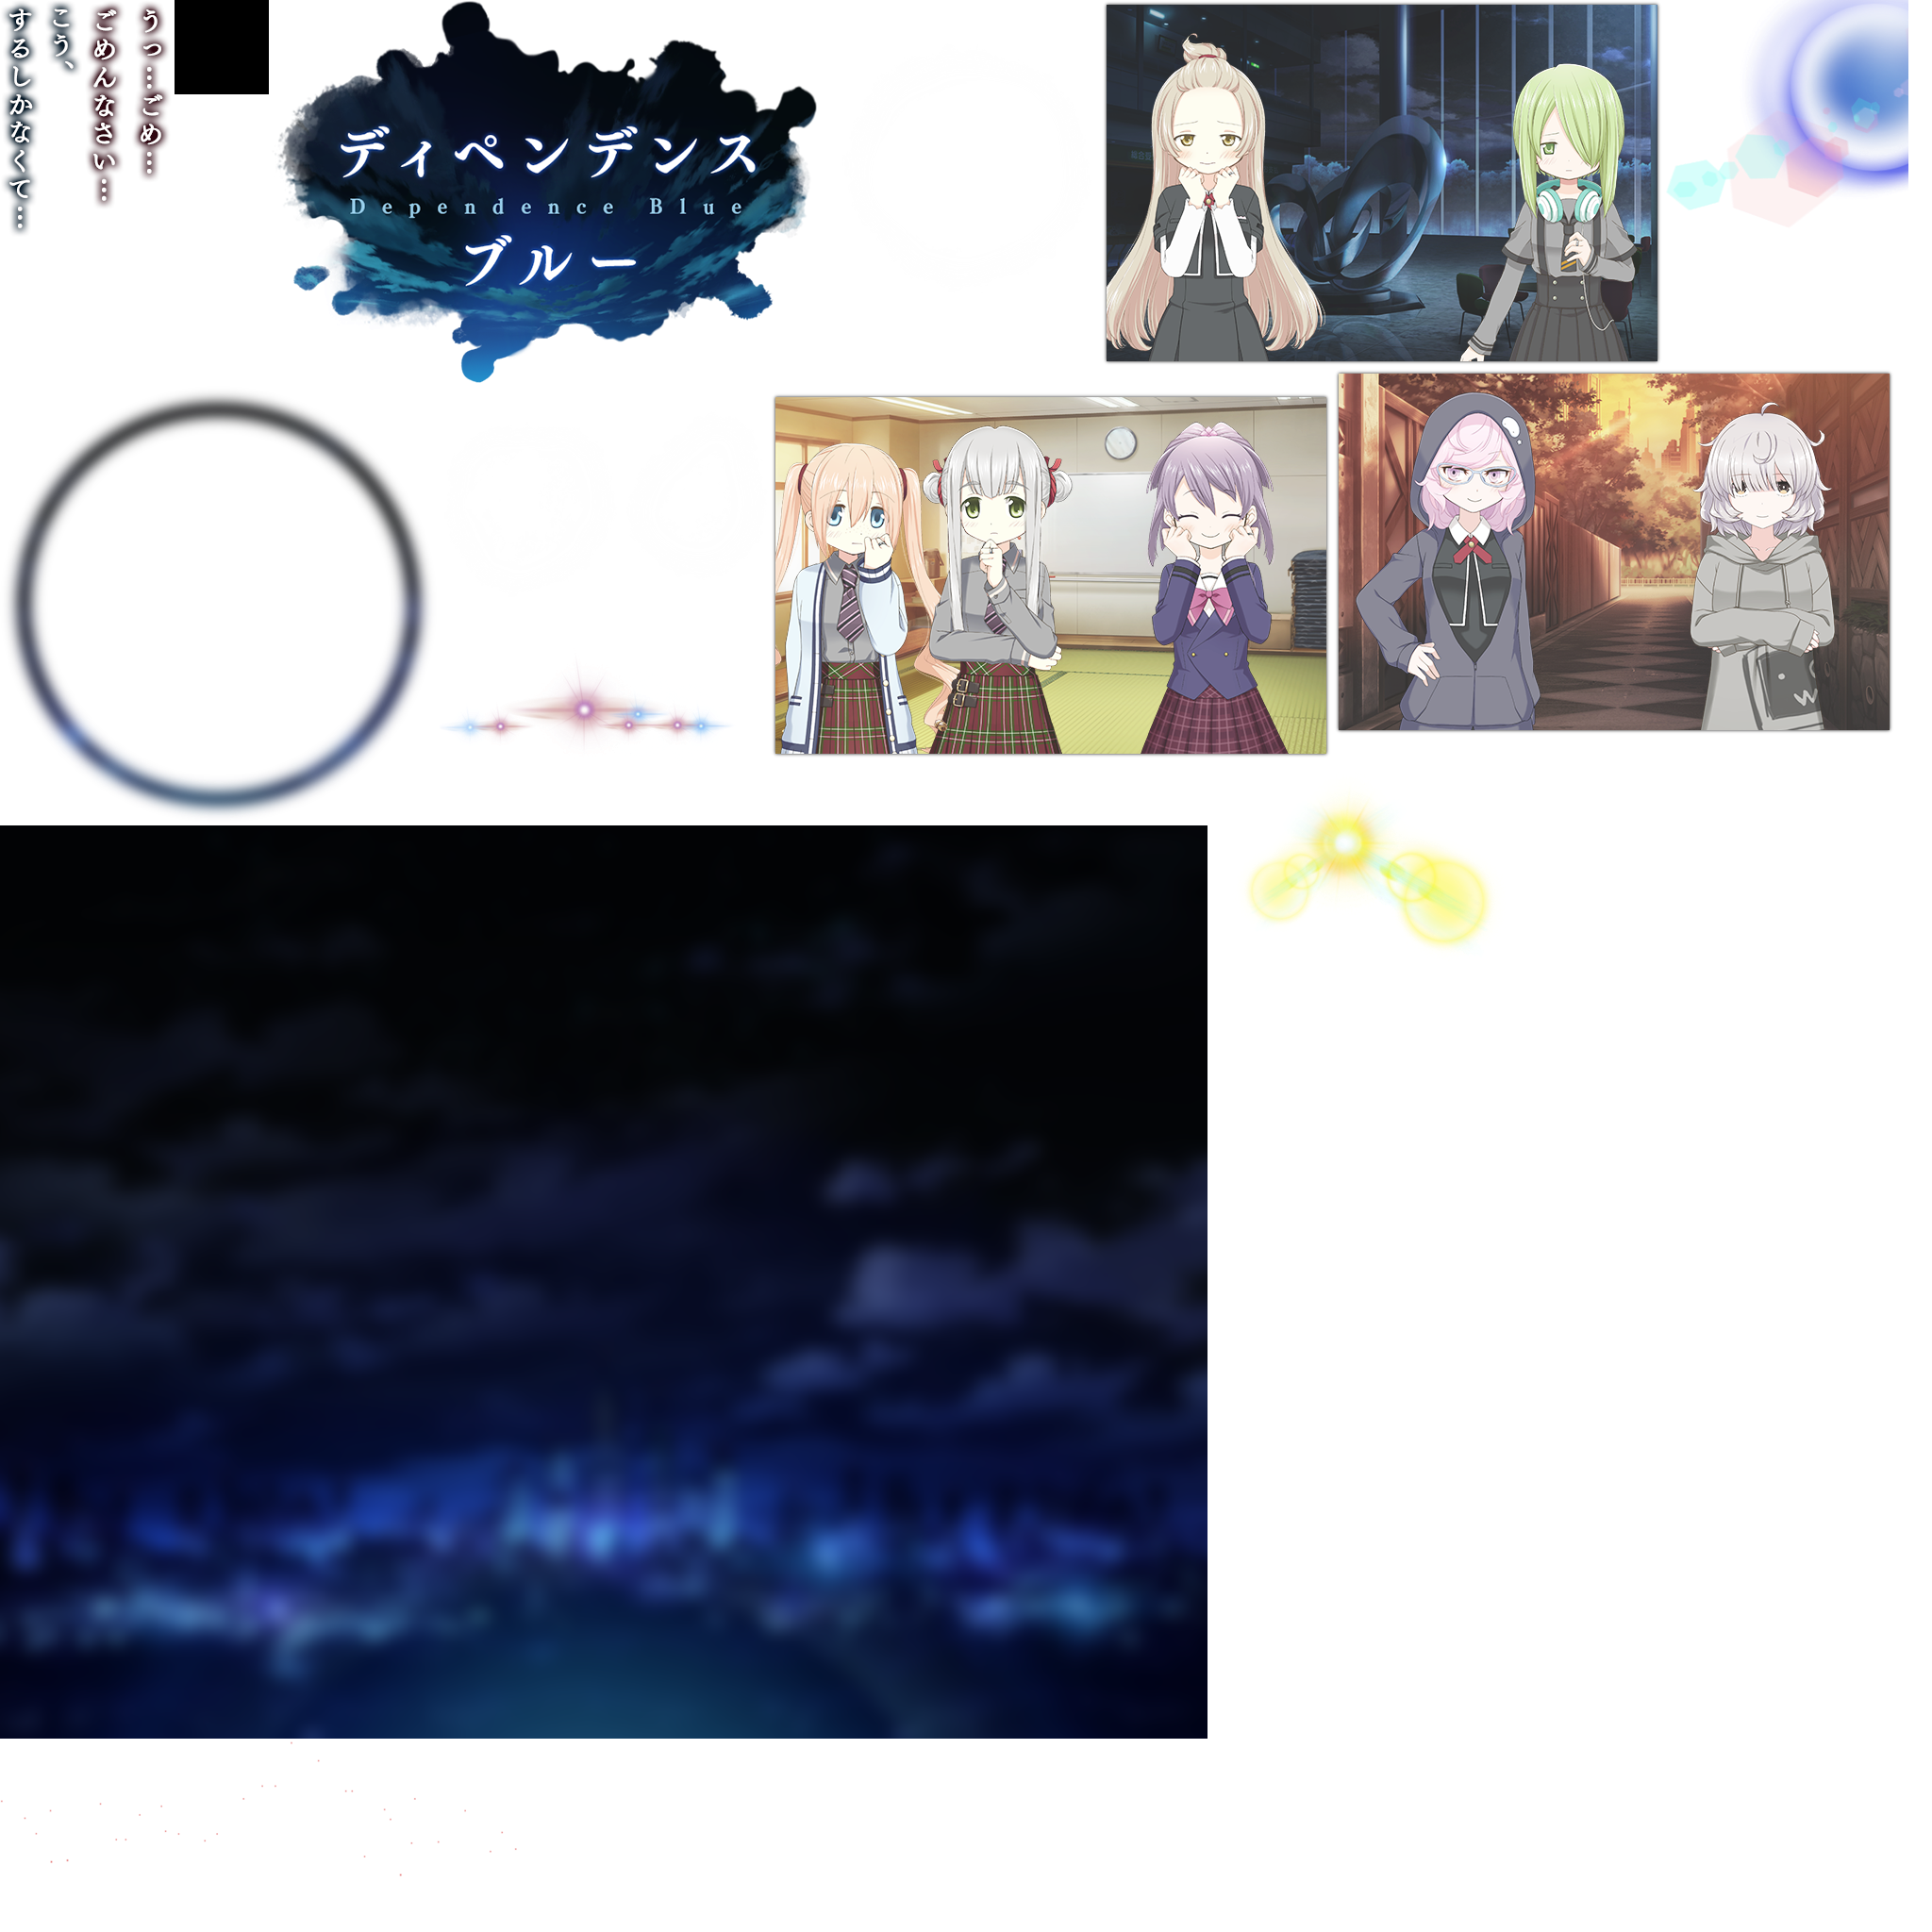 うっ…ごめ…
ごめんなさい…
こう、
するしかなくて…
ディペンデンス
Dependence Blue
ブルー